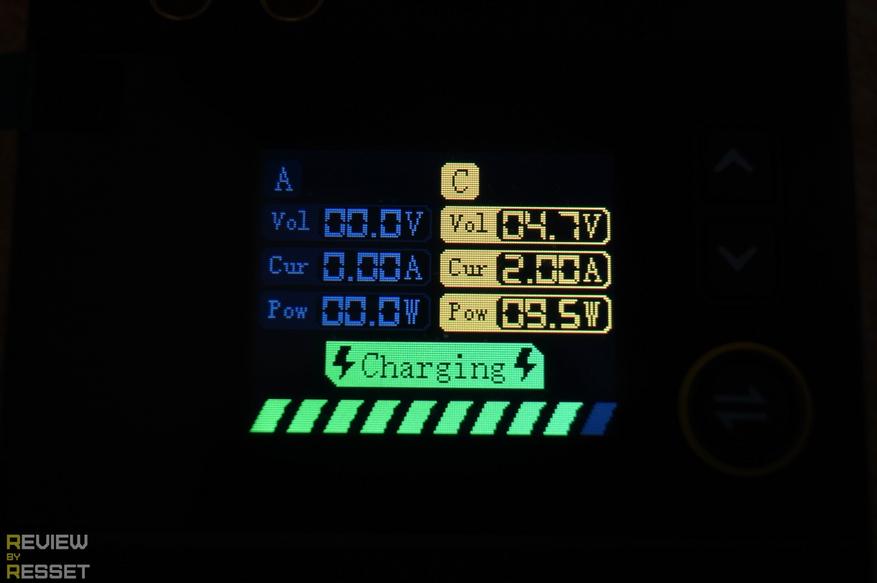 A C
Vol 00.0V Vol 04.7V
Cur 0.00A Cur 2.00A
Pow 00.0W Pow 09.5W
Charging
REVIEW
BY
RESSET